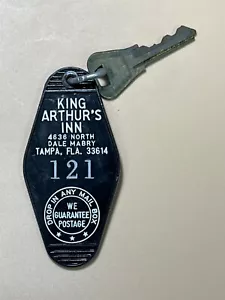 KING
ARTHUR'S
INN
4636 NORTH
DALE MABRY
TAMPA, FLA. 33614
121
DROP IN ANY MAIL BOX
WE
GUARANTEE
POSTAGE